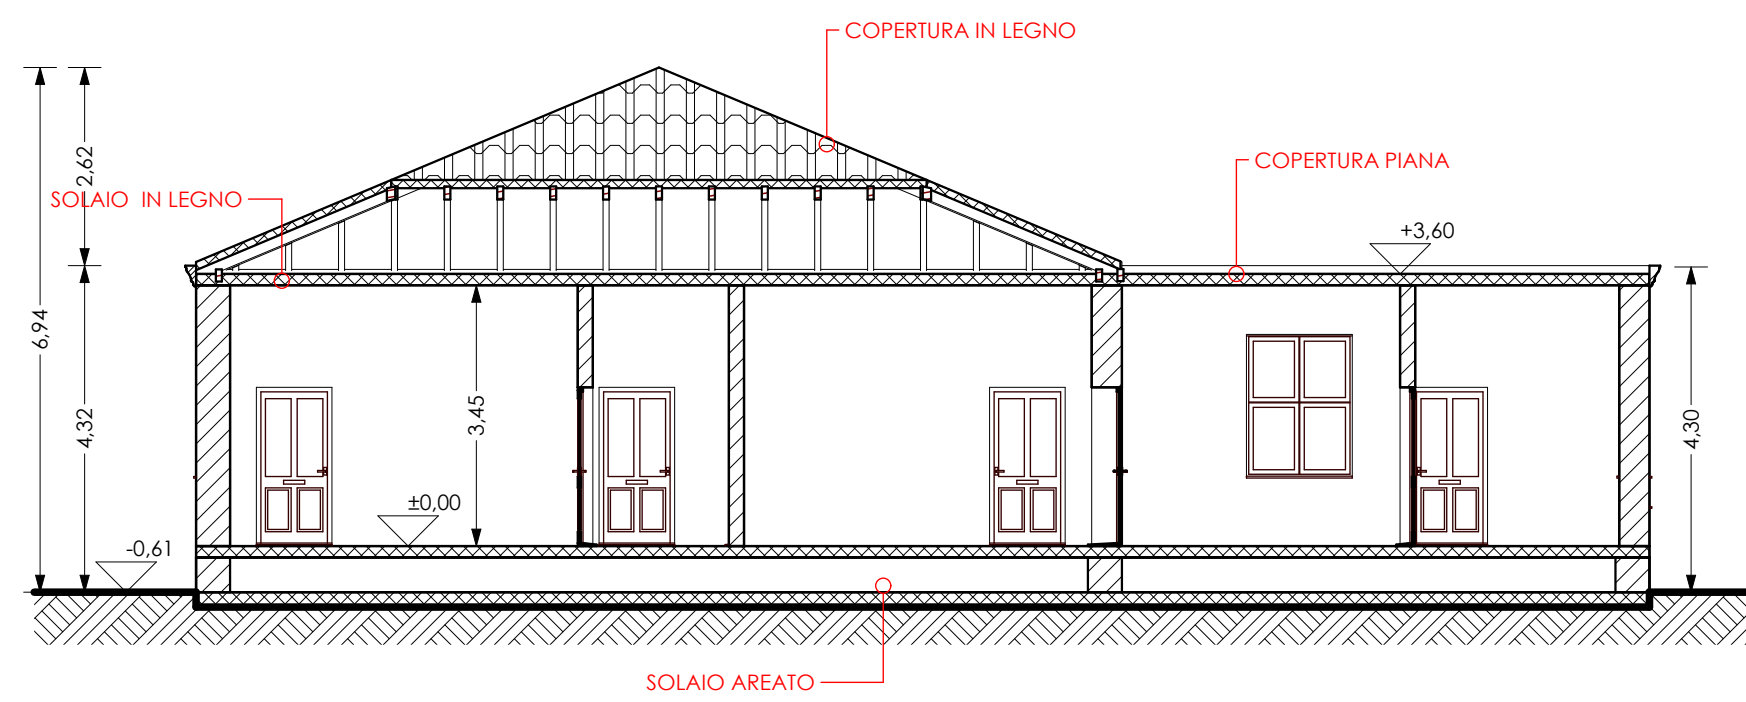 COPERTURA IN LEGNO
COPERTURA PIANA
2,62
SOLAIO IN LEGNO
+3,60
6,94
4,32
3,45
4,30
±0,00
-0,61
SOLAIO AREATO